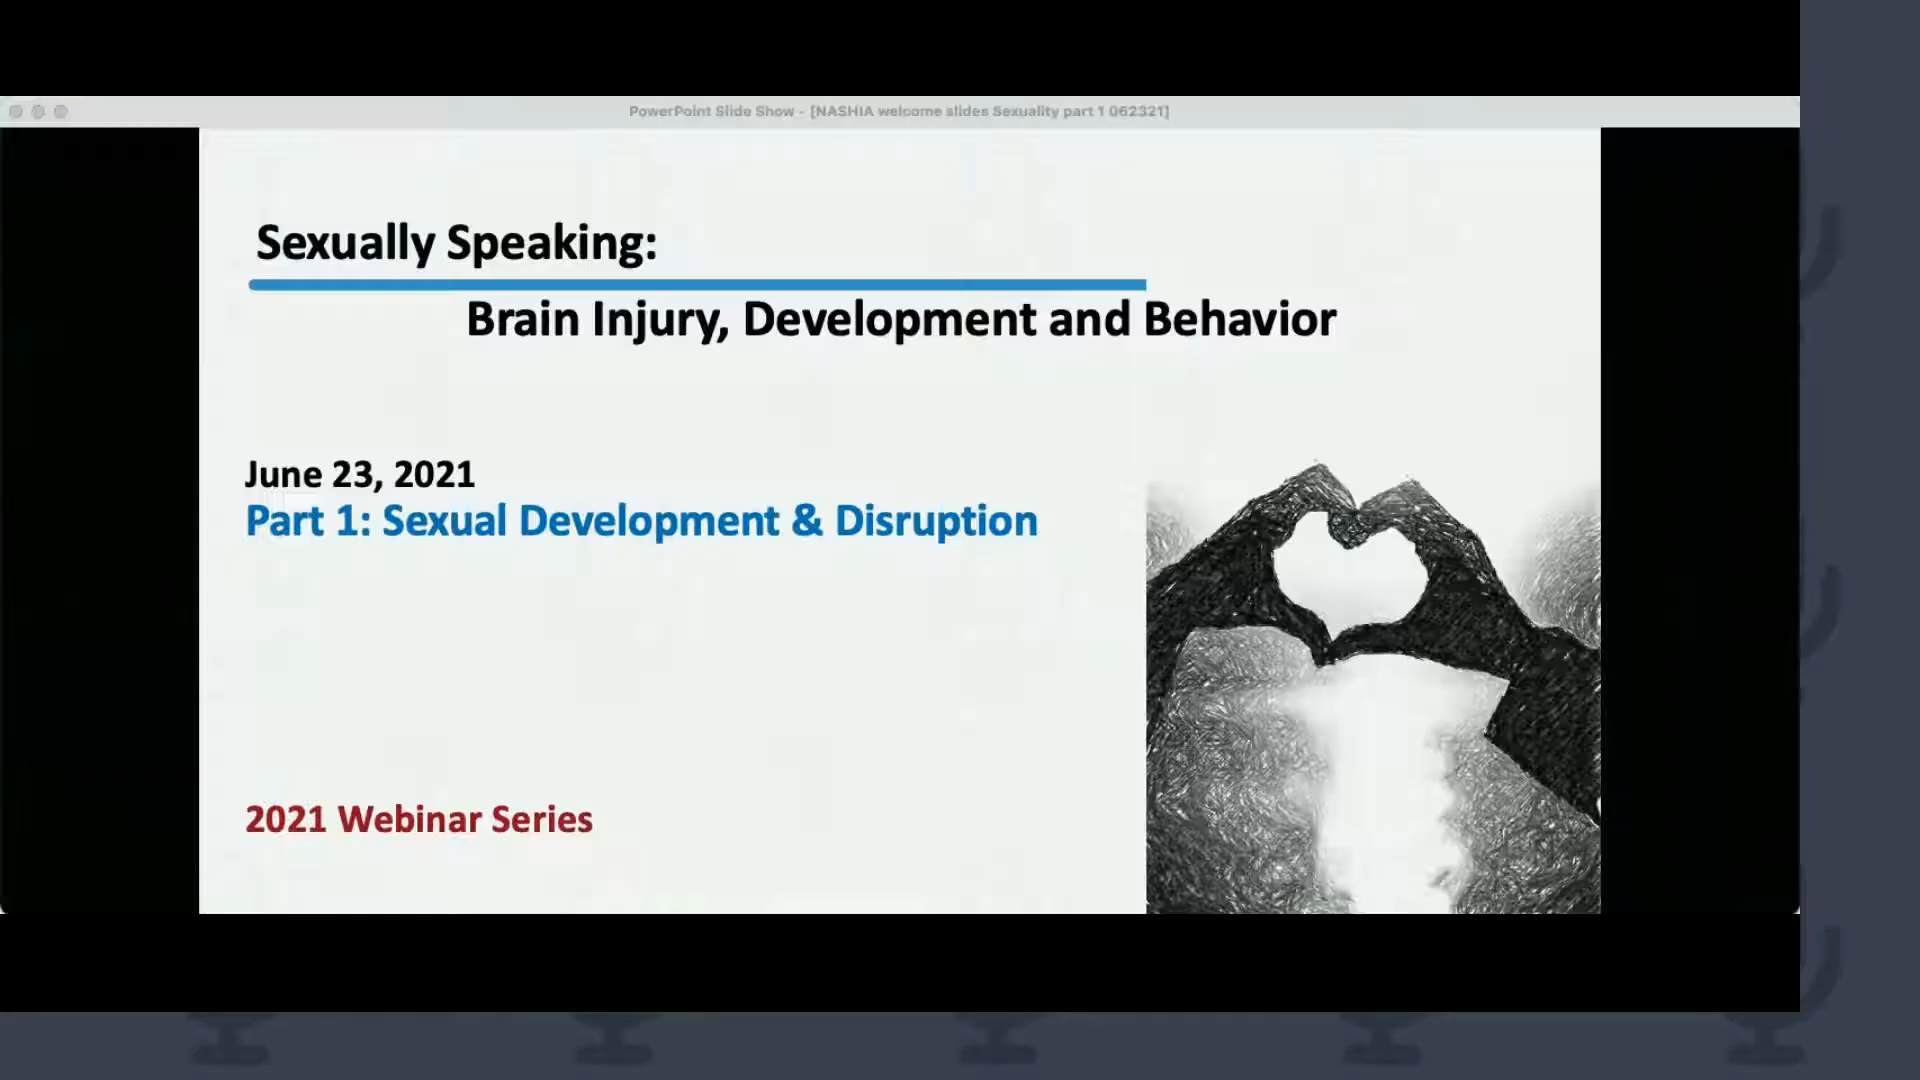 PowerPoint Slide Show - [NASHIA welcome slides Sexuality part 1 062321]
Sexually Speaking:
Brain Injury, Development and Behavior
June 23, 2021
Part 1: Sexual Development & Disruption
2021 Webinar Series